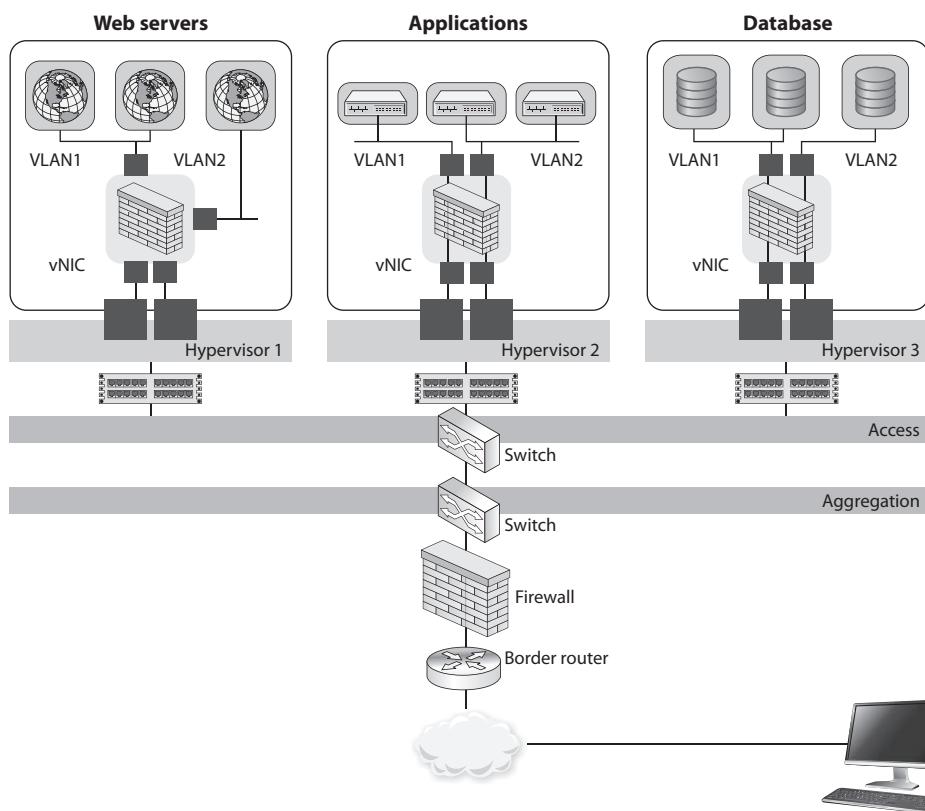 Web servers
Applications
Database
VLAN1
VLAN2
VLAN1
VLAN2
VLAN1
VLAN2
vNIC
vNIC
vNIC
Hypervisor 1
Hypervisor 2
Hypervisor 3
Access
Switch
Aggregation
Switch
Firewall
Border router